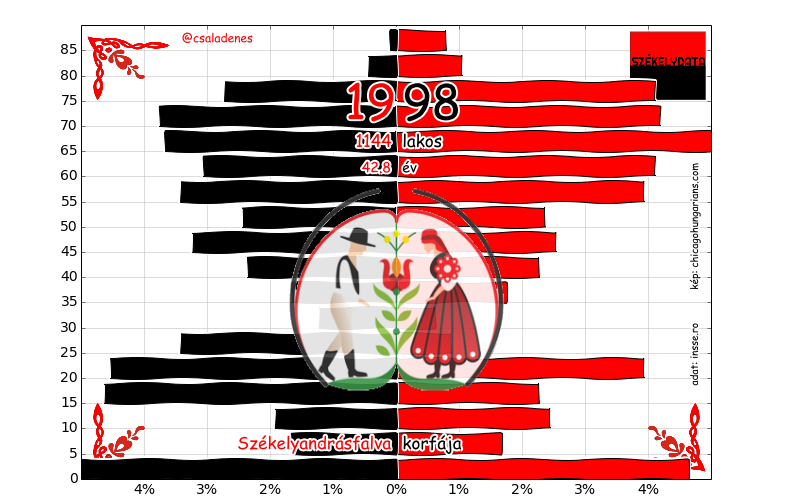 @csaladenes
SZÉKELYDATA
19 98
1144 lakos
42.8 év
kép: chicagohungarians.com
adat: insse.ro
Székelyandrásfalva korfája
85
80
75
70
65
60
55
50
45
40
35
30
25
20
15
10
5
0
4% 3% 2% 1% 0% 1% 2% 3% 4%